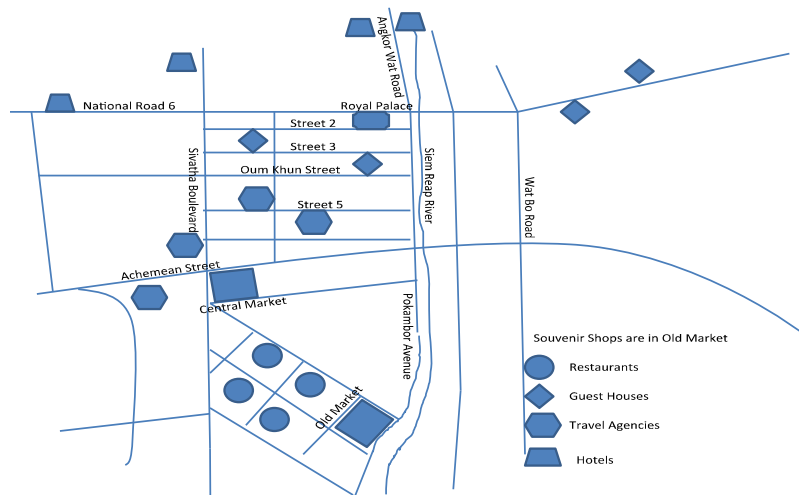 Angkor Wat Road
National Road 6
Royal Palace
Street 2
Street 3
Oum Khun Street
Sivatha Boulevard
Siem Reap River
Wat Bo Road
Street 5
Achemean Street
Central Market
Pokambor Avenue
Old Market
Souvenir Shops are in Old Market
Restaurants
Guest Houses
Travel Agencies
Hotels